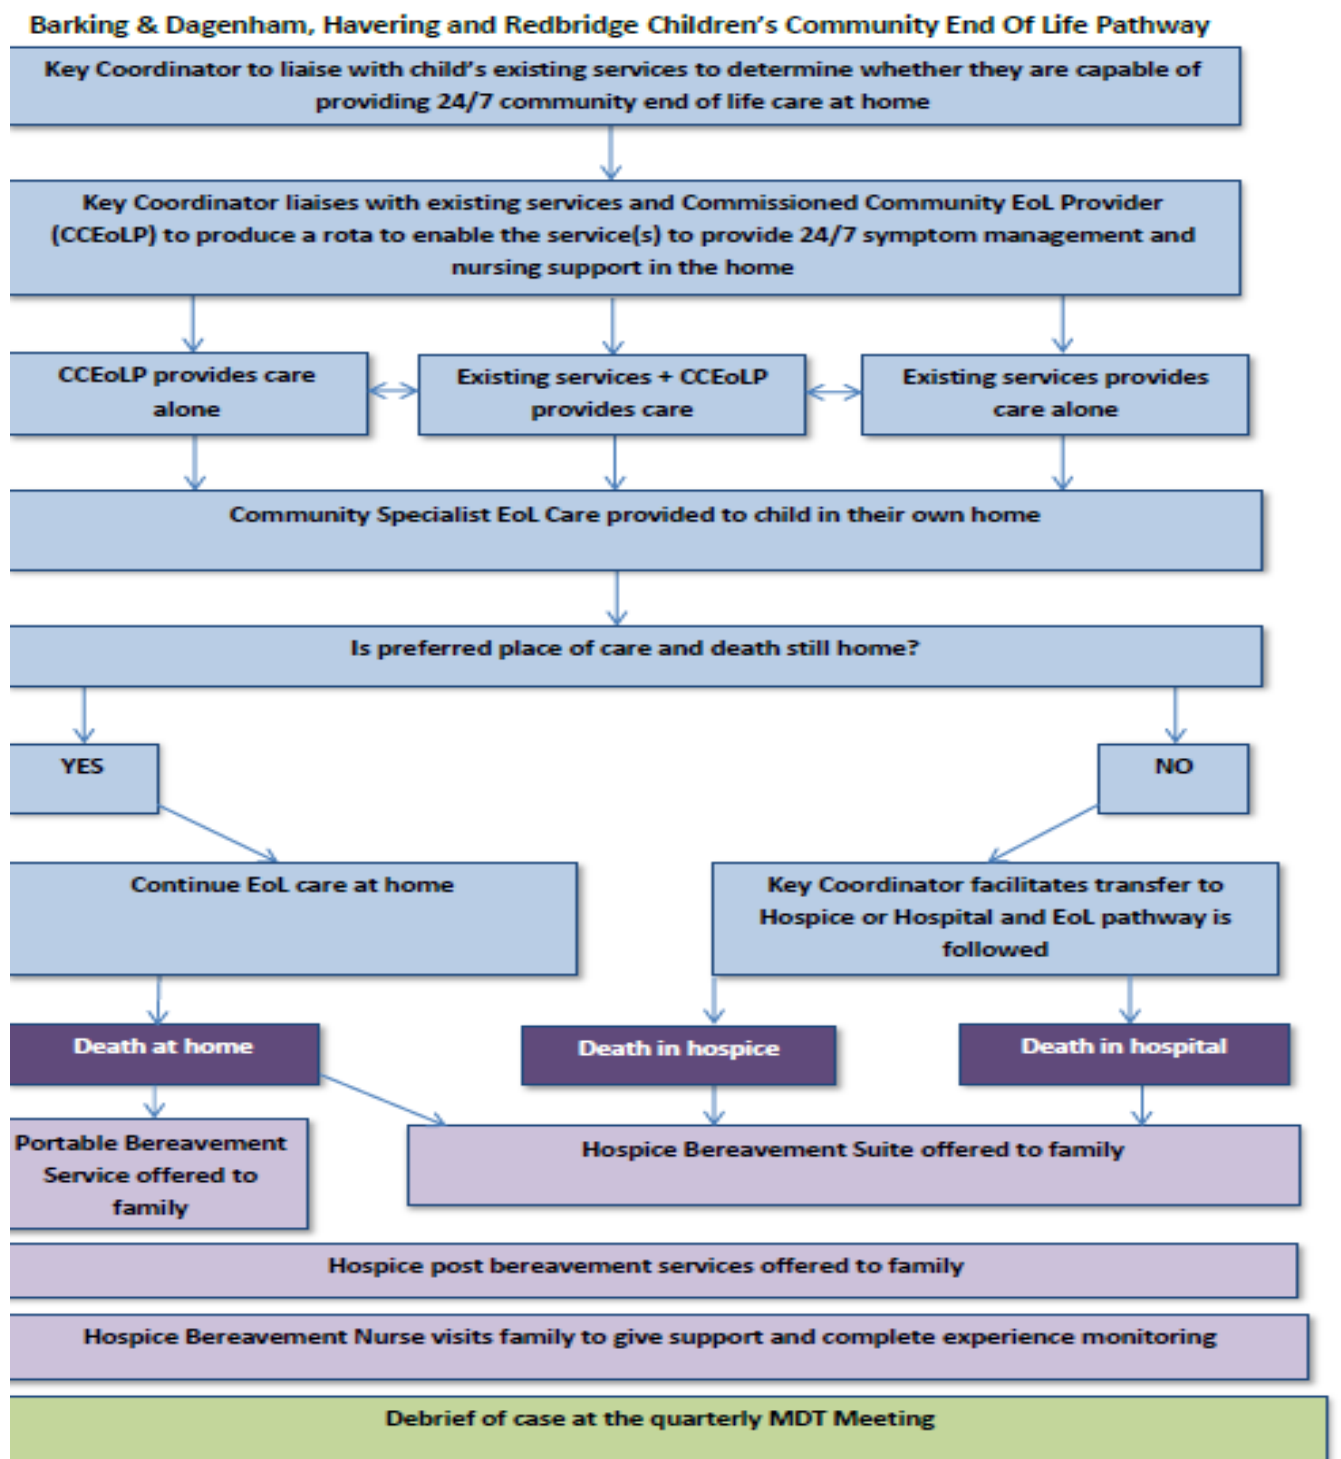 Barking & Dagenham, Havering and Redbridge Children's Community End Of Life Pathway
Key Coordinator to liaise with child's existing services to determine whether they are capable of
providing 24/7 community end of life care at home
Key Coordinator liaises with existing services and Commissioned Community EoL Provider
(CCEoLP) to produce a rota to enable the service(s) to provide 24/7 symptom management and
nursing support in the home
CCEoLP provides care
alone
Existing services + CCEoLP
provides care
Existing services provides
care alone
Community Specialist EoL Care provided to child in their own home
Is preferred place of care and death still home?
YES
NO
Continue EoL care at home
Key Coordinator facilitates transfer to
Hospice or Hospital and EoL pathway is
followed
Death at home
Death in hospice
Death in hospital
Portable Bereavement
Service offered to
family
Hospice Bereavement Suite offered to family
Hospice post bereavement services offered to family
Hospice Bereavement Nurse visits family to give support and complete experience monitoring
Debrief of case at the quarterly MDT Meeting